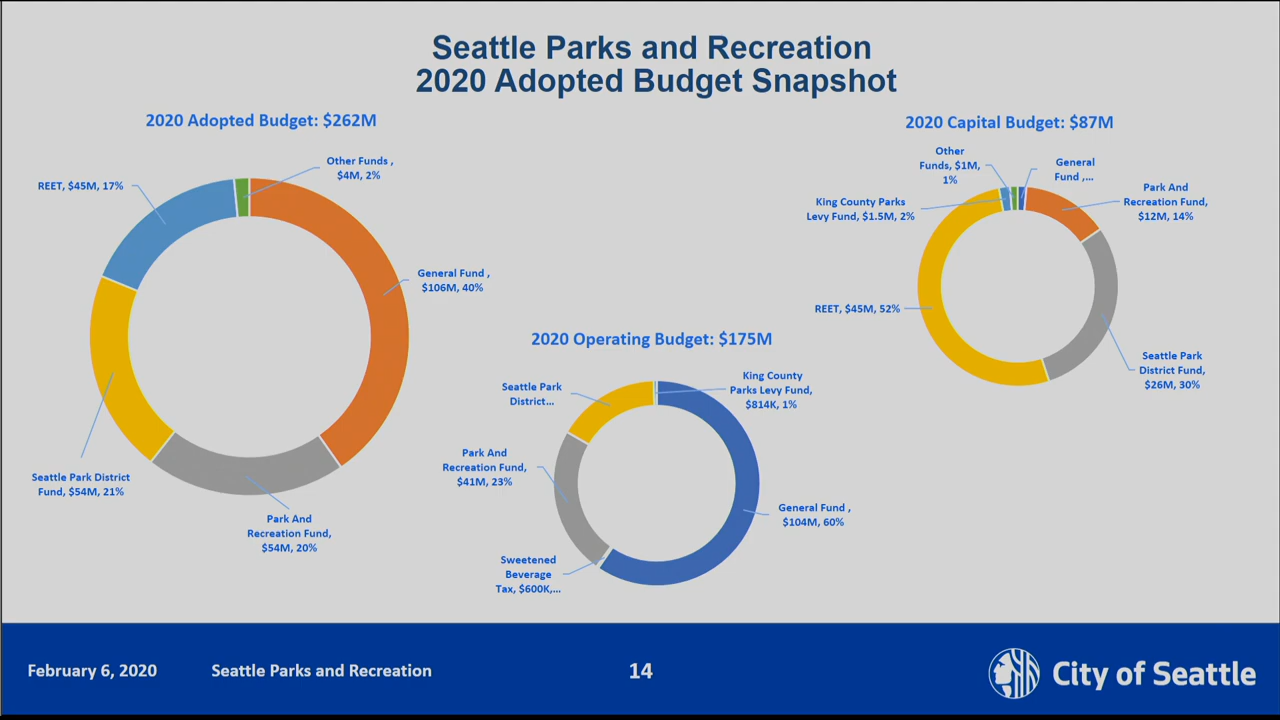 Seattle Parks and Recreation
2020 Adopted Budget Snapshot
2020 Adopted Budget: $262M
Other Funds ,
$4M, 2%
REET, $45M, 17%
General Fund ,
$106M, 40%
Seattle Park District
Fund, $54M, 21%
Park And
Recreation Fund,
$54M, 20%
2020 Operating Budget: $175M
King County
Parks Levy Fund,
$814K, 1%
Seattle Park
District...
Park And
Recreation Fund,
$41M, 23%
General Fund ,
$104M, 60%
Sweetened
Beverage
Tax, $600K,...
2020 Capital Budget: $87M
Other
Funds, $1M,
1%
General
Fund ,...
Park And
Recreation Fund,
$12M, 14%
King County Parks
Levy Fund, $1.5M, 2%
REET, $45M, 52%
Seattle Park
District Fund,
$26M, 30%
February 6, 2020
Seattle Parks and Recreation
14
City of Seattle